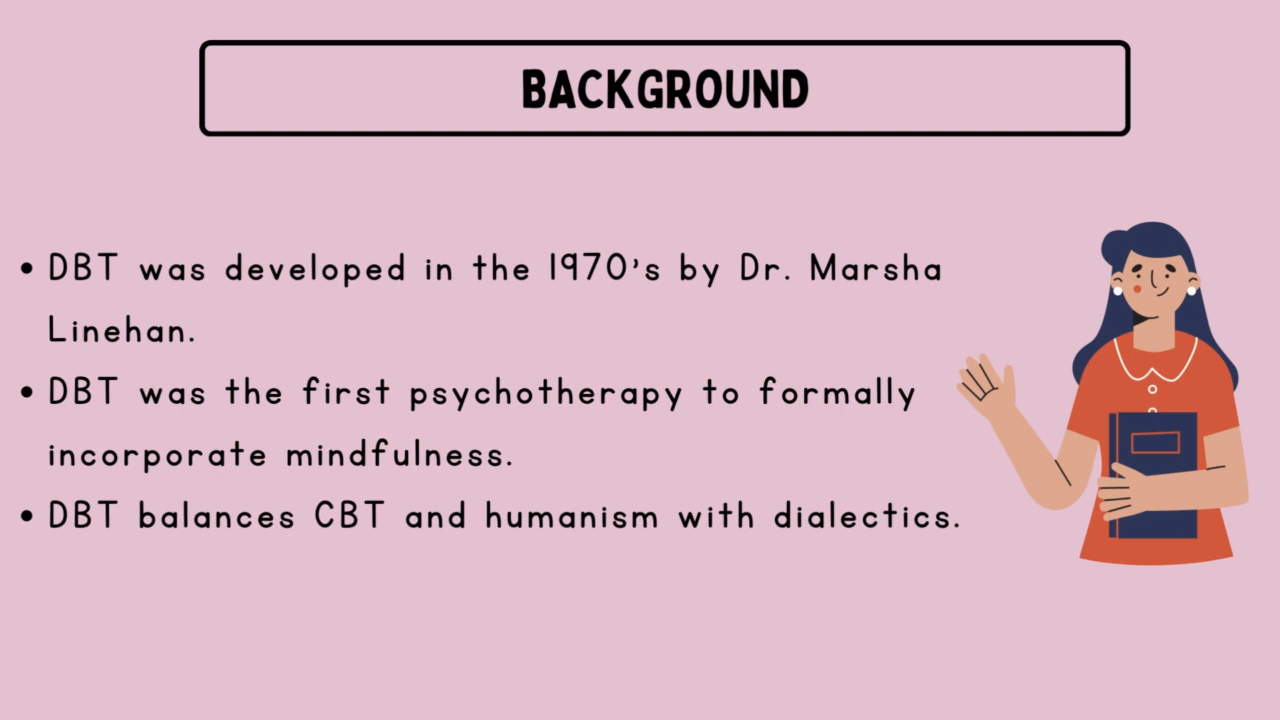 BACKGROUND
• DBT was developed in the 1970's by Dr. Marsha
Linehan.
• DBT was the first psychotherapy to formally
incorporate mindfulness.
• DBT balances CBT and humanism with dialectics.